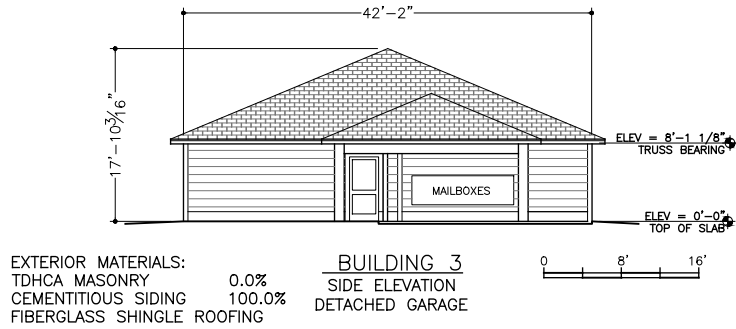 42'-2"
17'-10 3/16"
ELEV = 8'-1 1/8"
TRUSS BEARING
MAILBOXES
ELEV = 0'-0"
TOP OF SLAB
EXTERIOR MATERIALS:
TDHCA MASONRY 0.0%
CEMENTITIOUS SIDING 100.0%
FIBERGLASS SHINGLE ROOFING
BUILDING 3
SIDE ELEVATION
DETACHED GARAGE
0 8' 16'